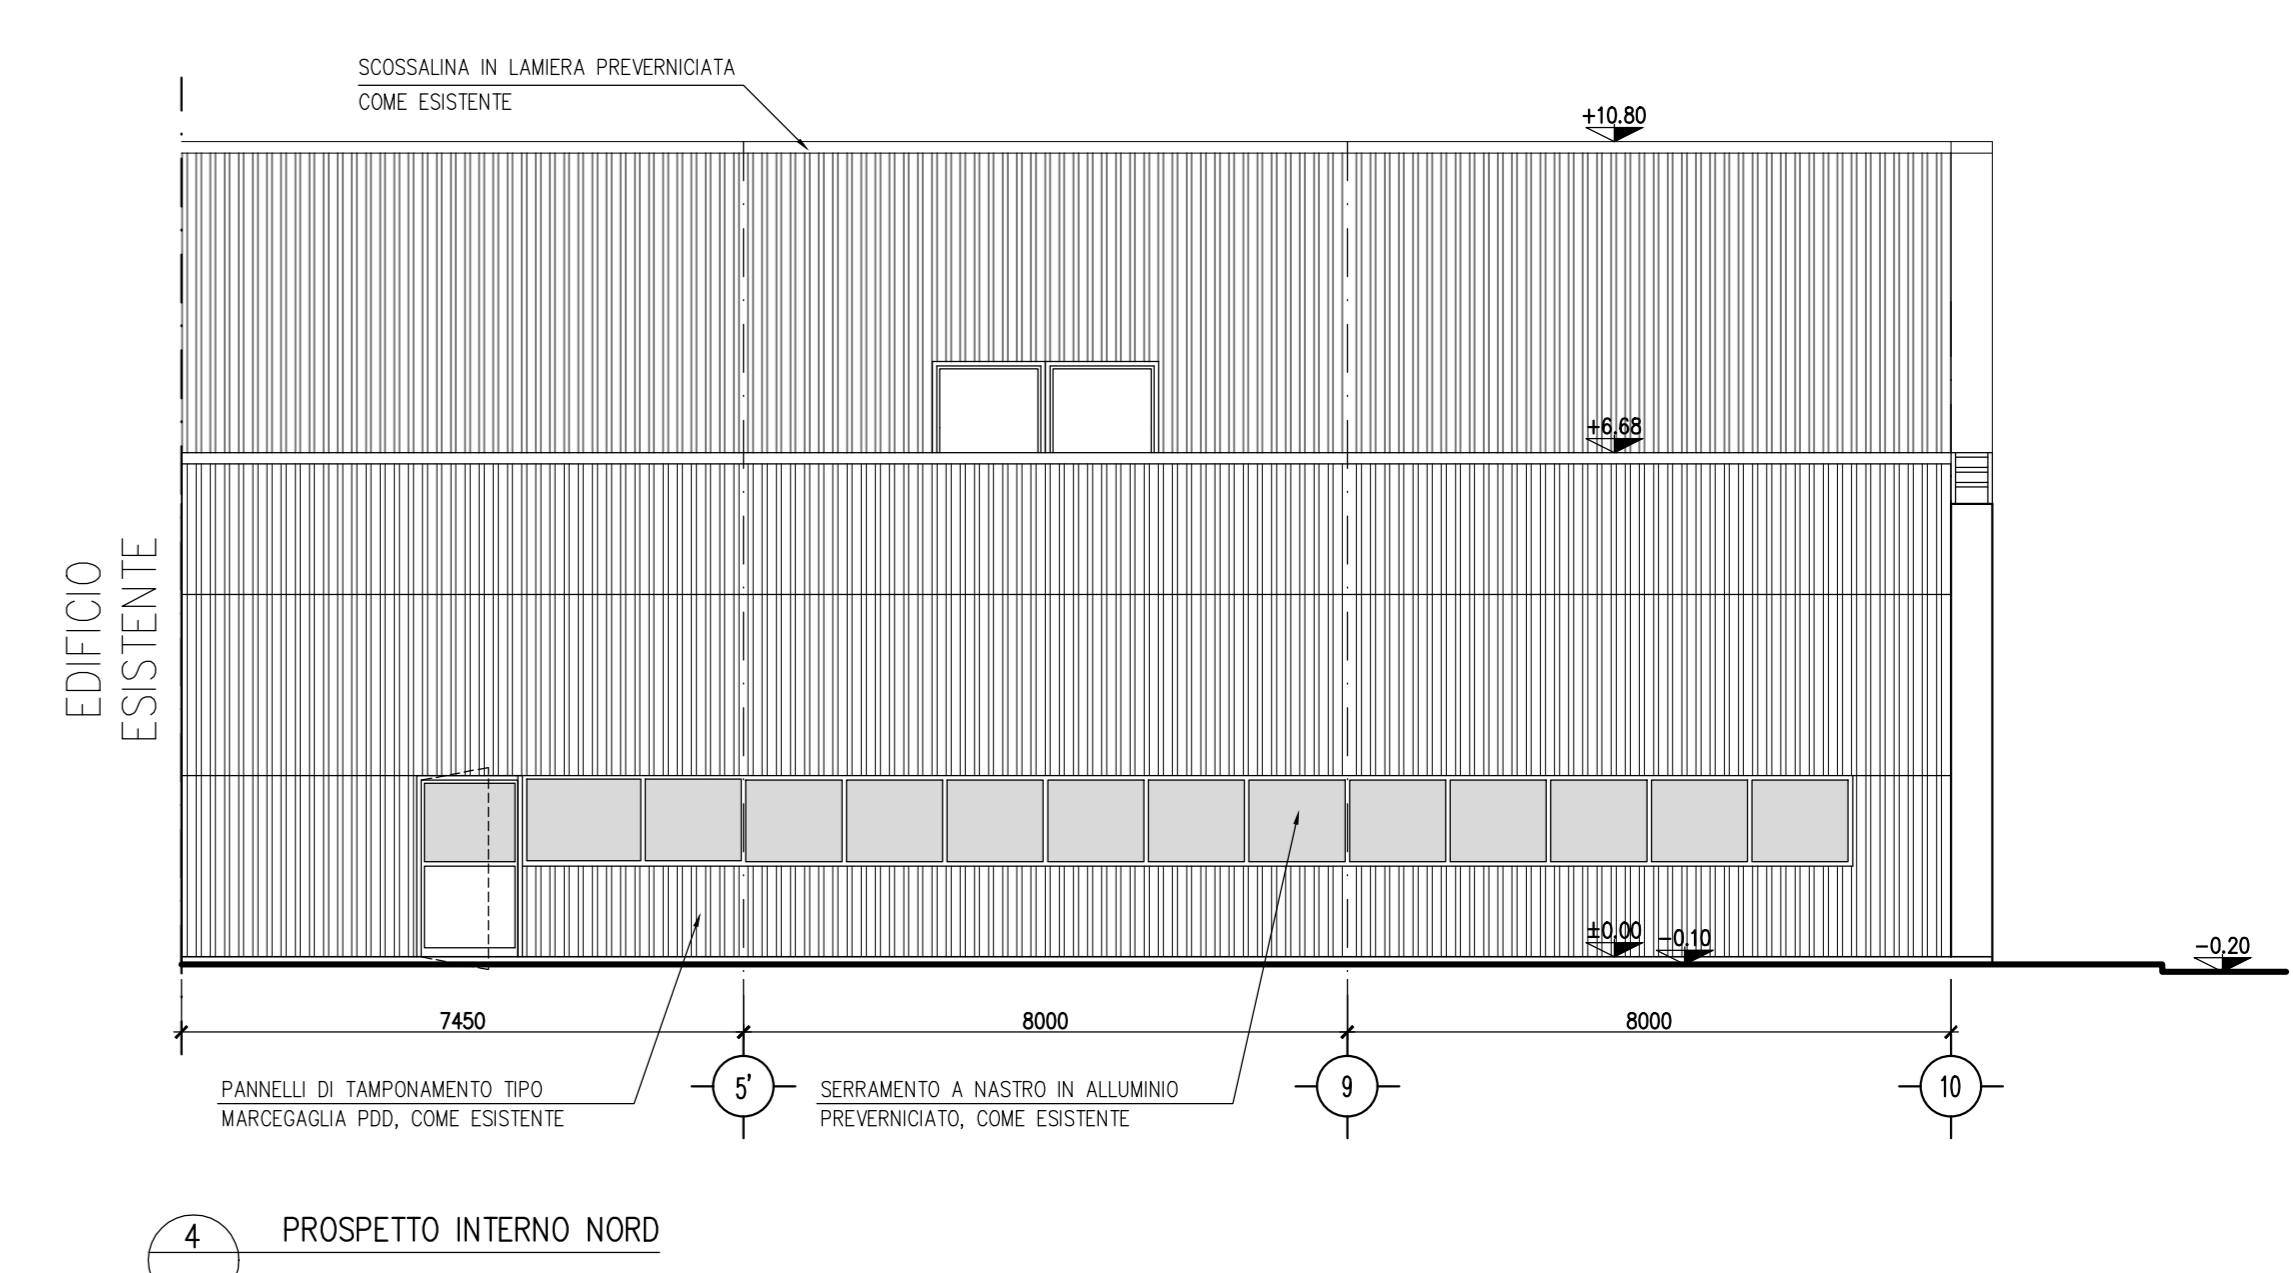 SCOSSALINA IN LAMIERA PREVERNICIATA
COME ESISTENTE
+10.80
+6.68
EDIFICIO
ESISTENTE
±0.00
-0.10
-0.20
7450
8000
8000
PANNELLI DI TAMPONAMENTO TIPO
MARCEGAGLIA PDD, COME ESISTENTE
5'
SERRAMENTO A NASTRO IN ALLUMINIO
PREVERNICIATO, COME ESISTENTE
9
10
4
PROSPETTO INTERNO NORD